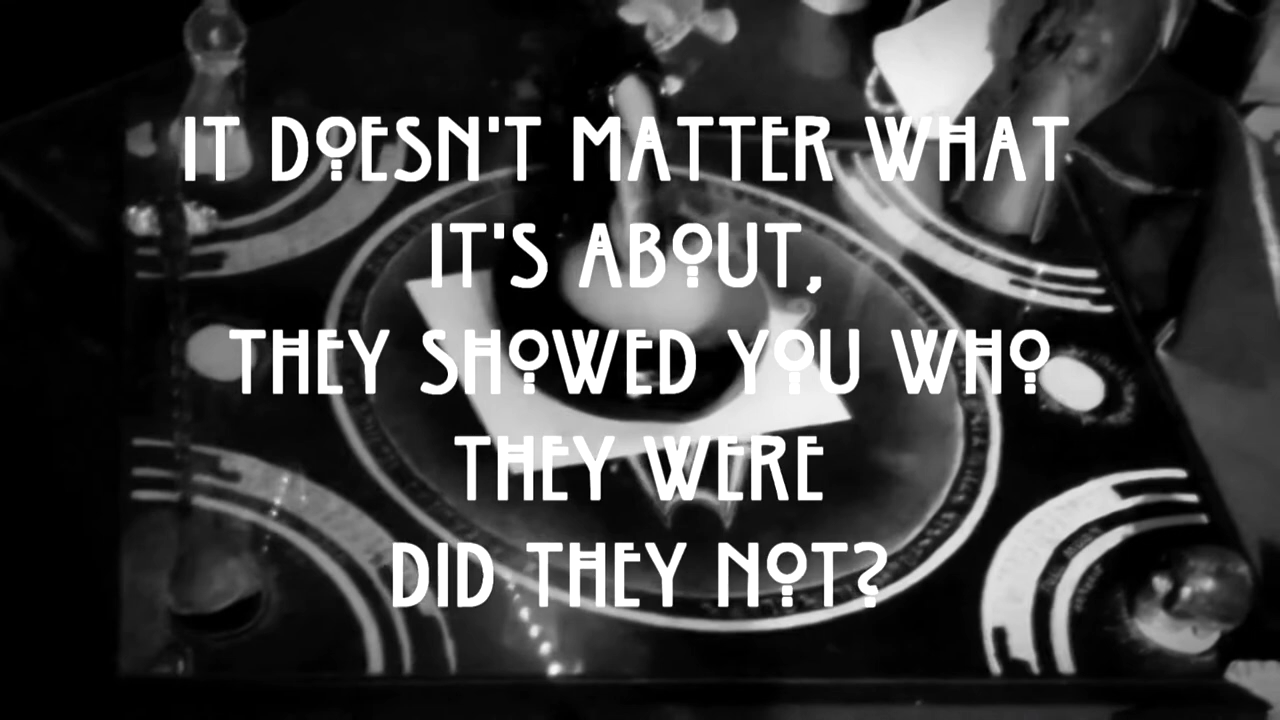 IT DOESN'T MATTER WHAT
IT'S ABOUT,
THEY SHOWED YOU WHO
THEY WERE
DID THEY NOT?